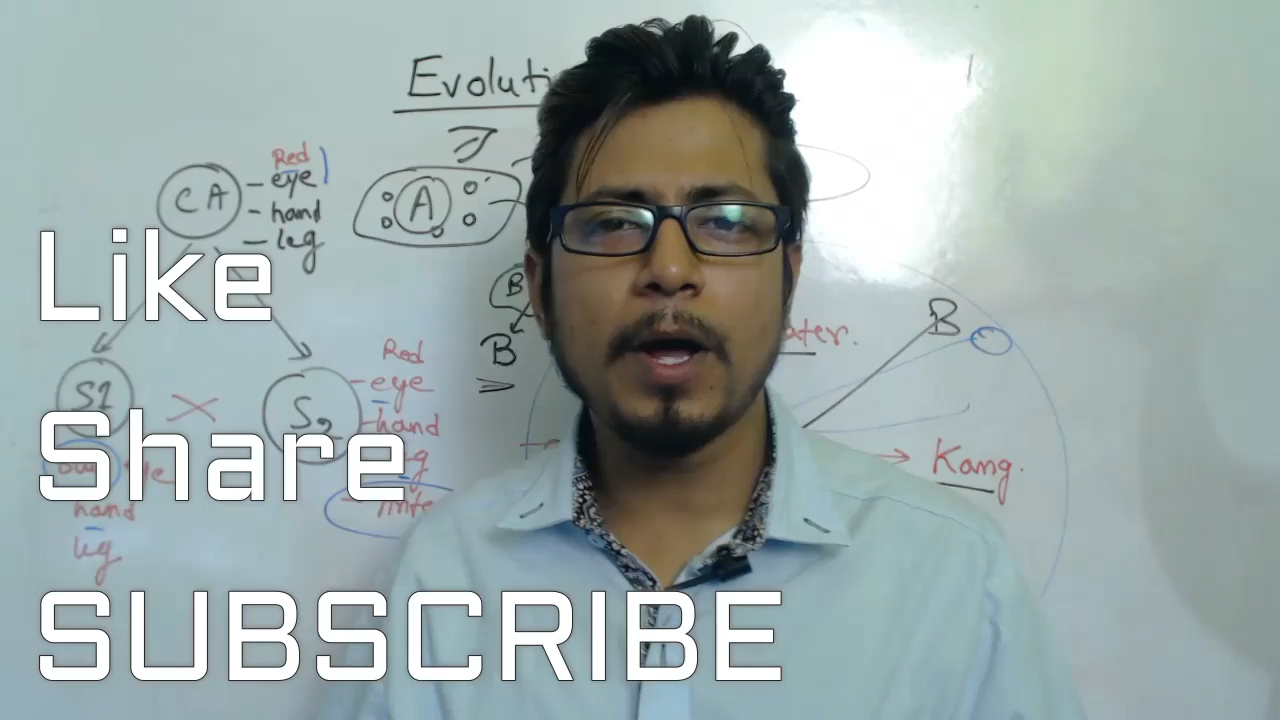 Evoluti
Red
CA
eye
hand
leg
A
B
B
B
ater.
S1
S2
Red
eye
hand
hand
leg
Kang.
Like
Share
SUBSCRIBE